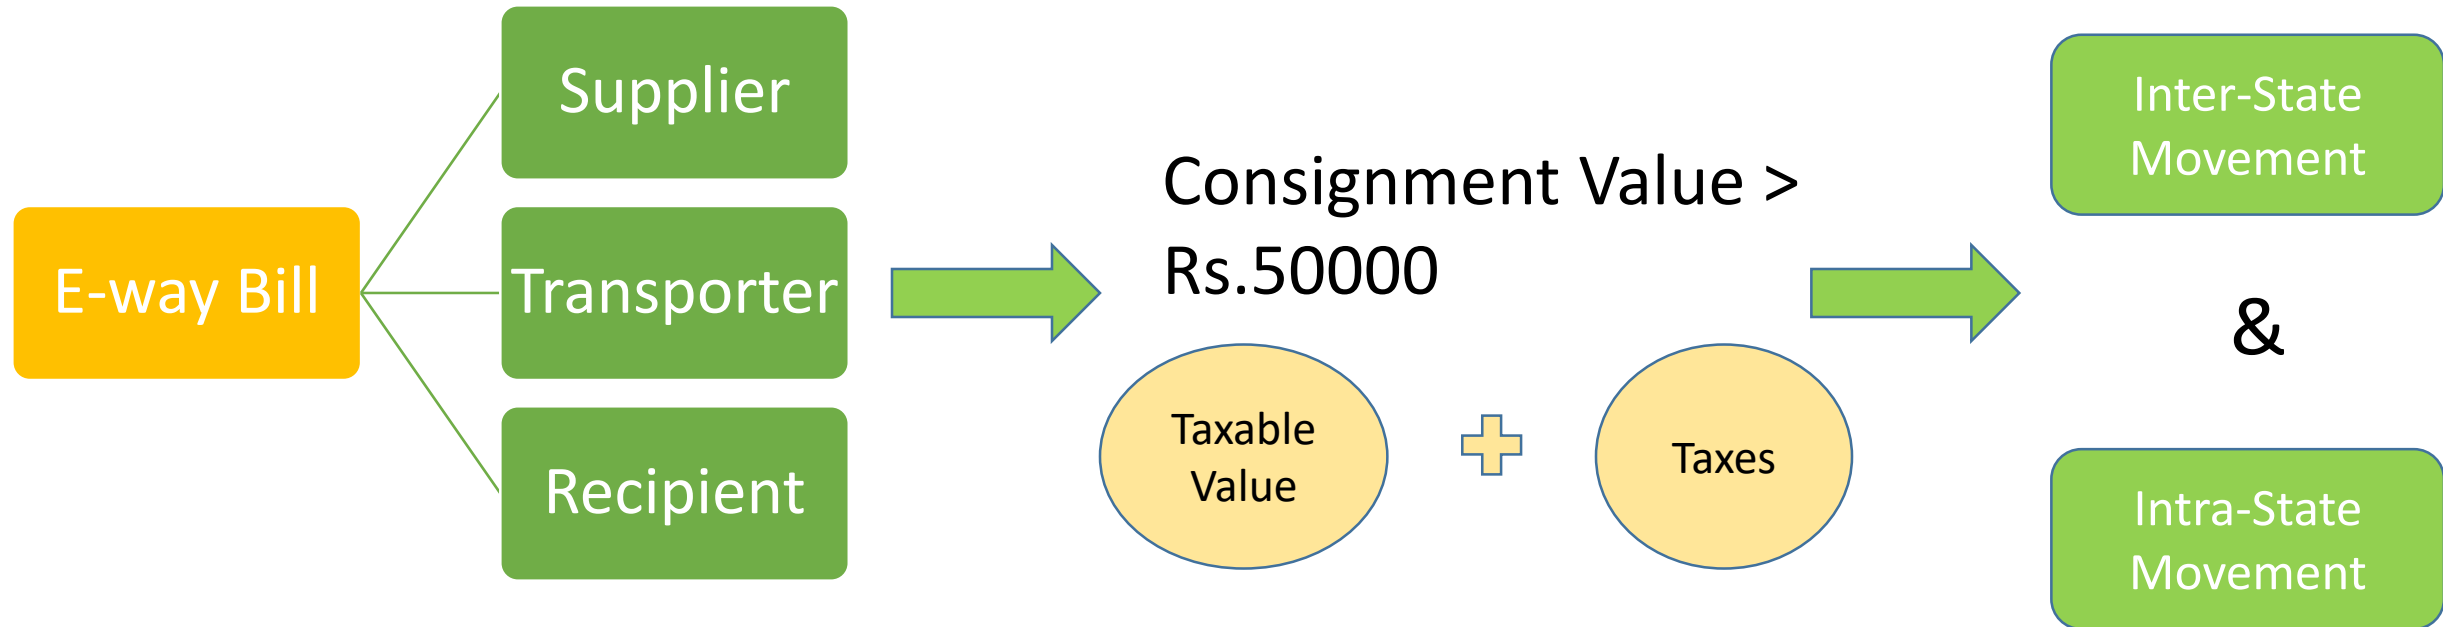 E-way Bill
Supplier
Transporter
Recipient
Consignment Value >
Rs.50000
Taxable
Value
Taxes
Inter-State
Movement
&
Intra-State
Movement